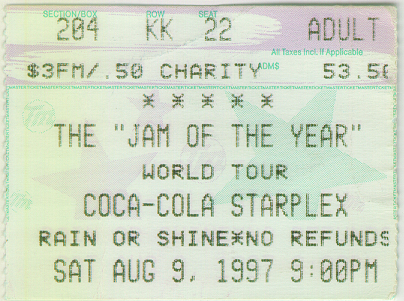 SECTION/BOX ROW SEAT
204 KK 22 ADULT
All Taxes Incl. If Applicable
$3FM/.50 CHARITY ADMS 53.50
* * * * *
THE "JAM OF THE YEAR"
WORLD TOUR
COCA-COLA STARPLEX
RAIN OR SHINE*NO REFUNDS
SAT AUG 9, 1997 9:00PM